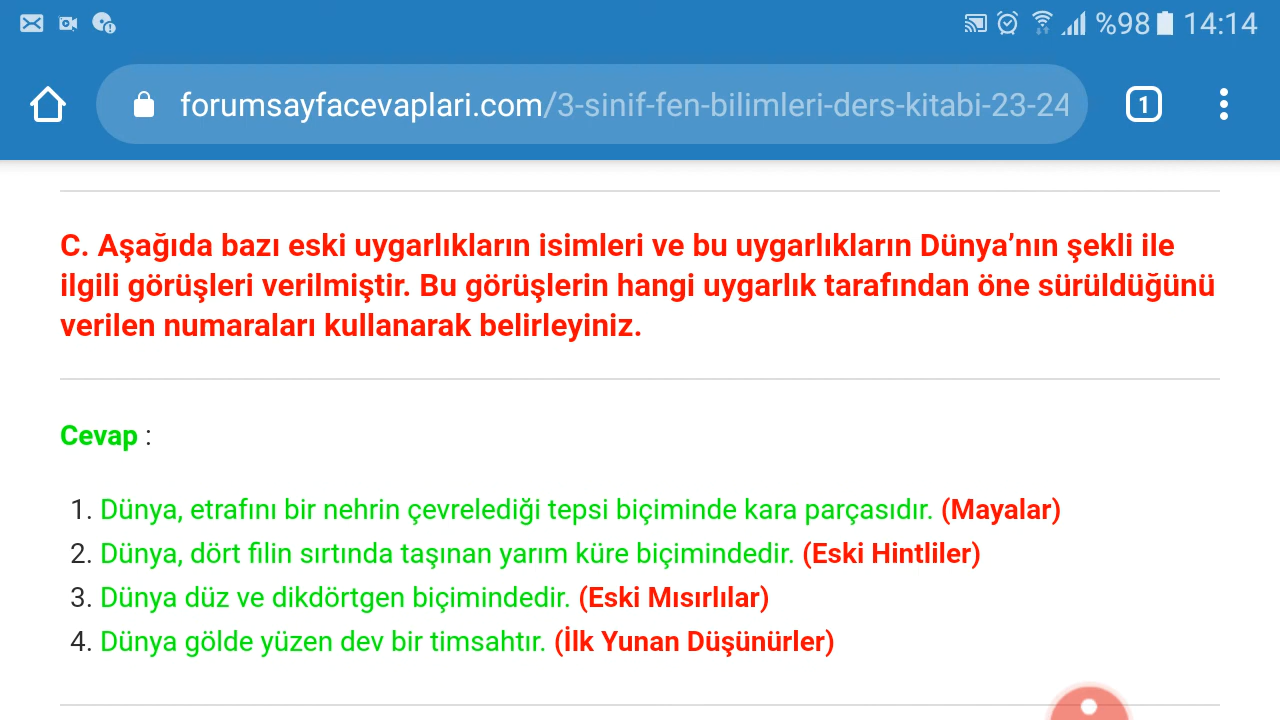 %98 14:14
forumsayfacevaplari.com/3-sinif-fen-bilimleri-ders-kitabi-23-24
1
C. Aşağıda bazı eski uygarlıkların isimleri ve bu uygarlıkların Dünya’nın şekli ile
ilgili görüşleri verilmiştir. Bu görüşlerin hangi uygarlık tarafından öne sürüldüğünü
verilen numaraları kullanarak belirleyiniz.
Cevap :
1. Dünya, etrafını bir nehrin çevrelediği tepsi biçiminde kara parçasıdır. (Mayalar)
2. Dünya, dört filin sırtında taşınan yarım küre biçimindedir. (Eski Hintliler)
3. Dünya düz ve dikdörtgen biçimindedir. (Eski Mısırlılar)
4. Dünya gölde yüzen dev bir timsahtır. (İlk Yunan Düşünürler)